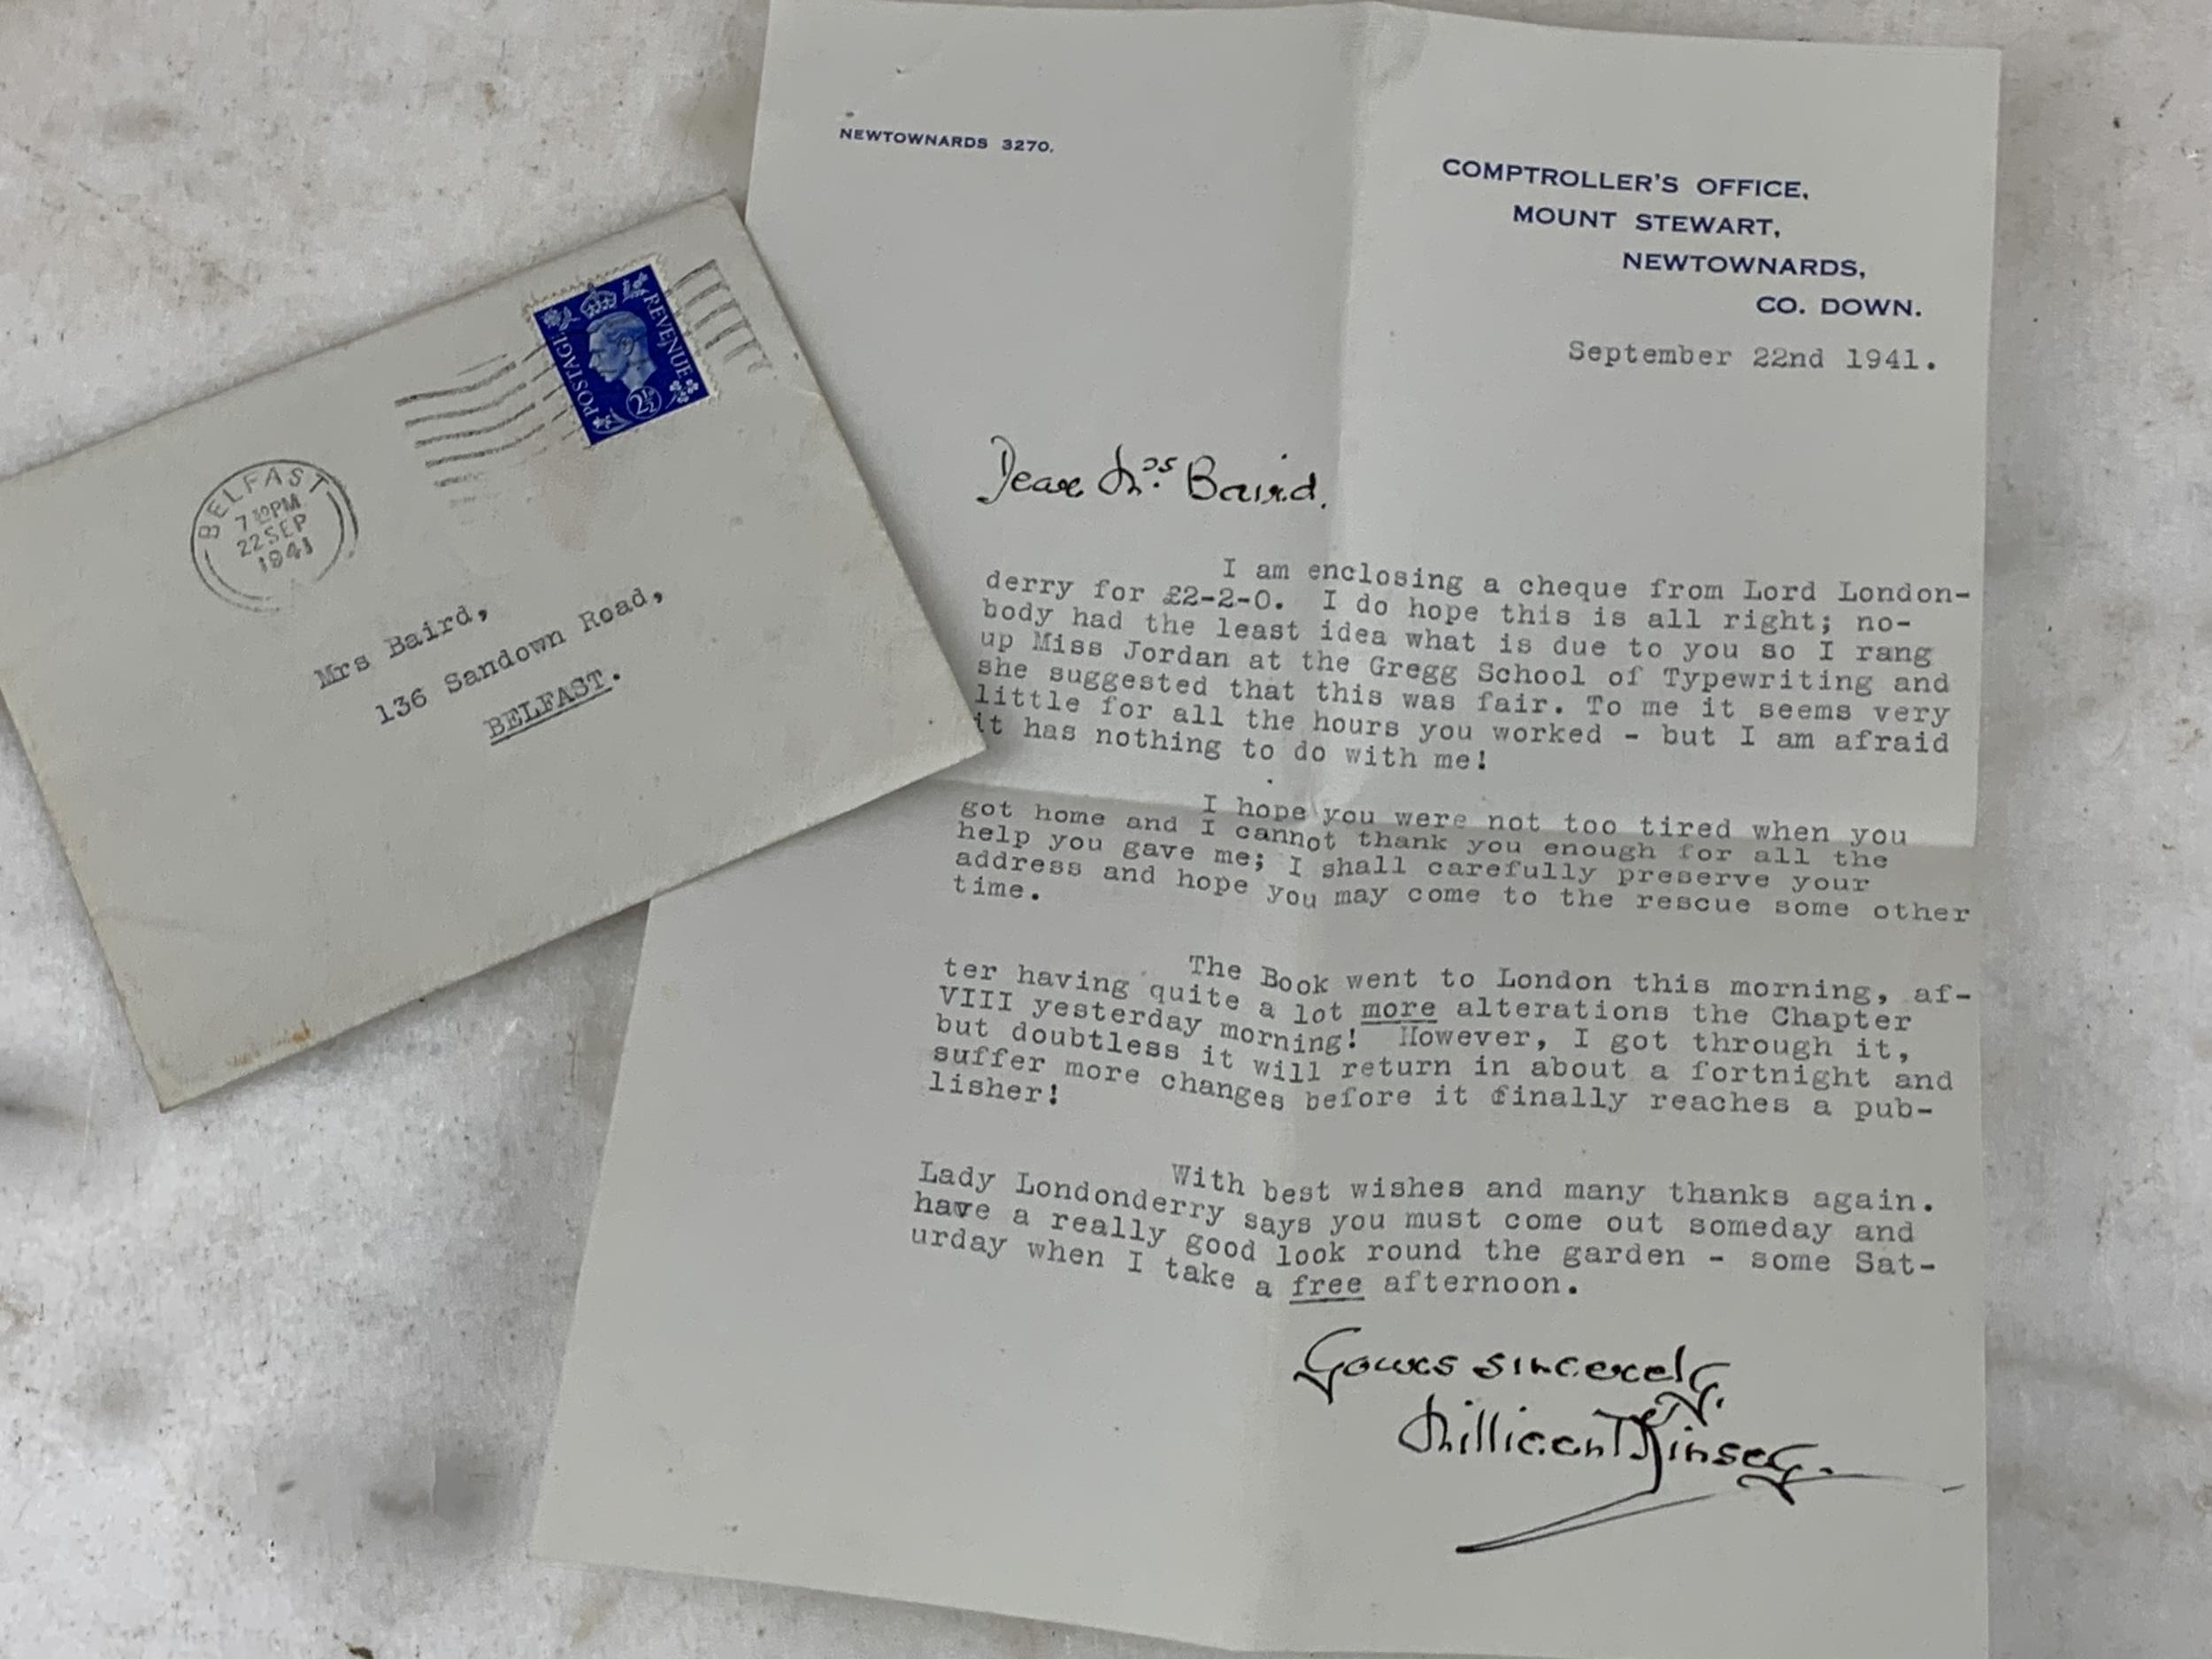 NEWTOWNARDS 3270.
COMPTROLLER'S OFFICE,
MOUNT STEWART,
NEWTOWNARDS,
CO. DOWN.
September 22nd 1941.
Dear Mrs. Baird.
I am enclosing a cheque from Lord London-
derry for £2-2-0. I do hope this is all right; no-
body had the least idea what is due to you so I rang
up Miss Jordan at the Gregg School of Typewriting and
she suggested that this was fair. To me it seems very
little for all the hours you worked - but I am afraid
it has nothing to do with me!
I hope you were not too tired when you
got home and I cannot thank you enough for all the
help you gave me; I shall carefully preserve your
address and hope you may come to the rescue some other
time.
The Book went to London this morning, af-
ter having quite a lot more alterations the Chapter
VIII yesterday morning! However, I got through it,
but doubtless it will return in about a fortnight and
suffer more changes before it finally reaches a pub-
lisher!
With best wishes and many thanks again.
Lady Londonderry says you must come out someday and
have a really good look round the garden - some Sat-
urday when I take a free afternoon.
Yours sincerely,
Millicent Kinsey.
REVENUE
POSTAGE
2½D
BELFAST
7 PM
22 SEP
1941
Mrs Baird,
136 Sandown Road,
BELFAST.